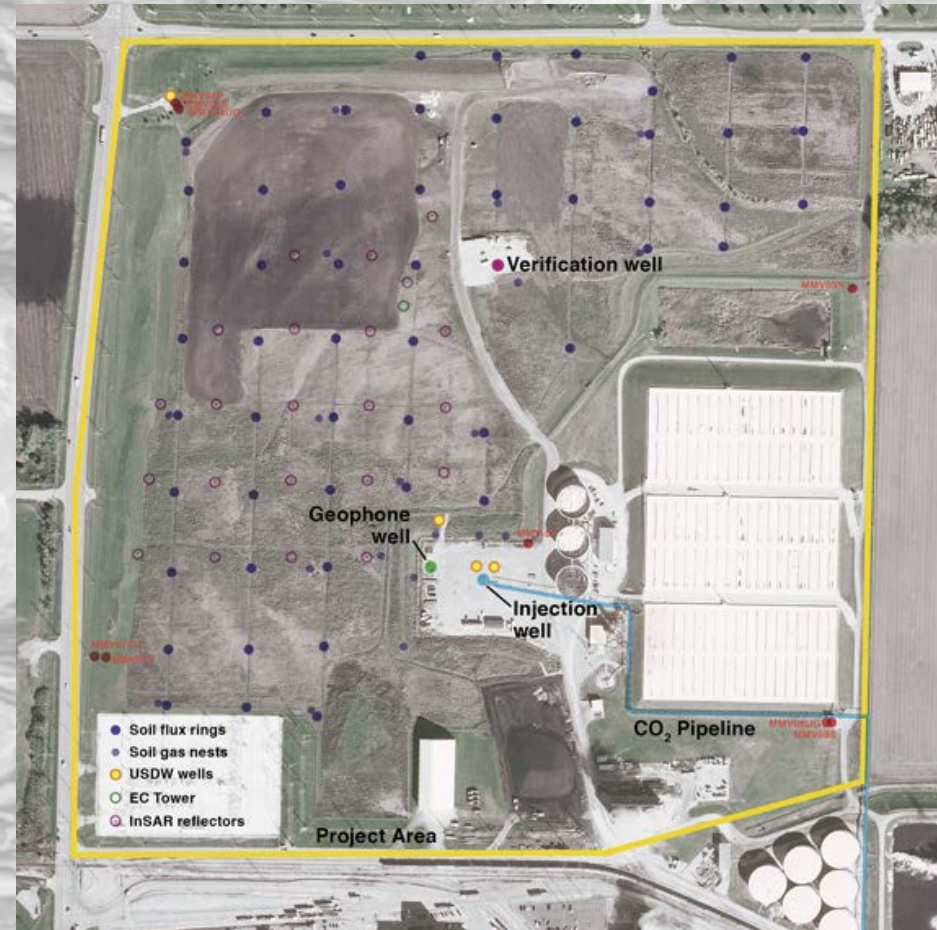 Verification well
MMV09S
Geophone
well
Injection
well
CO₂ Pipeline
Soil flux rings
Soil gas nests
USDW wells
EC Tower
InSAR reflectors
Project Area